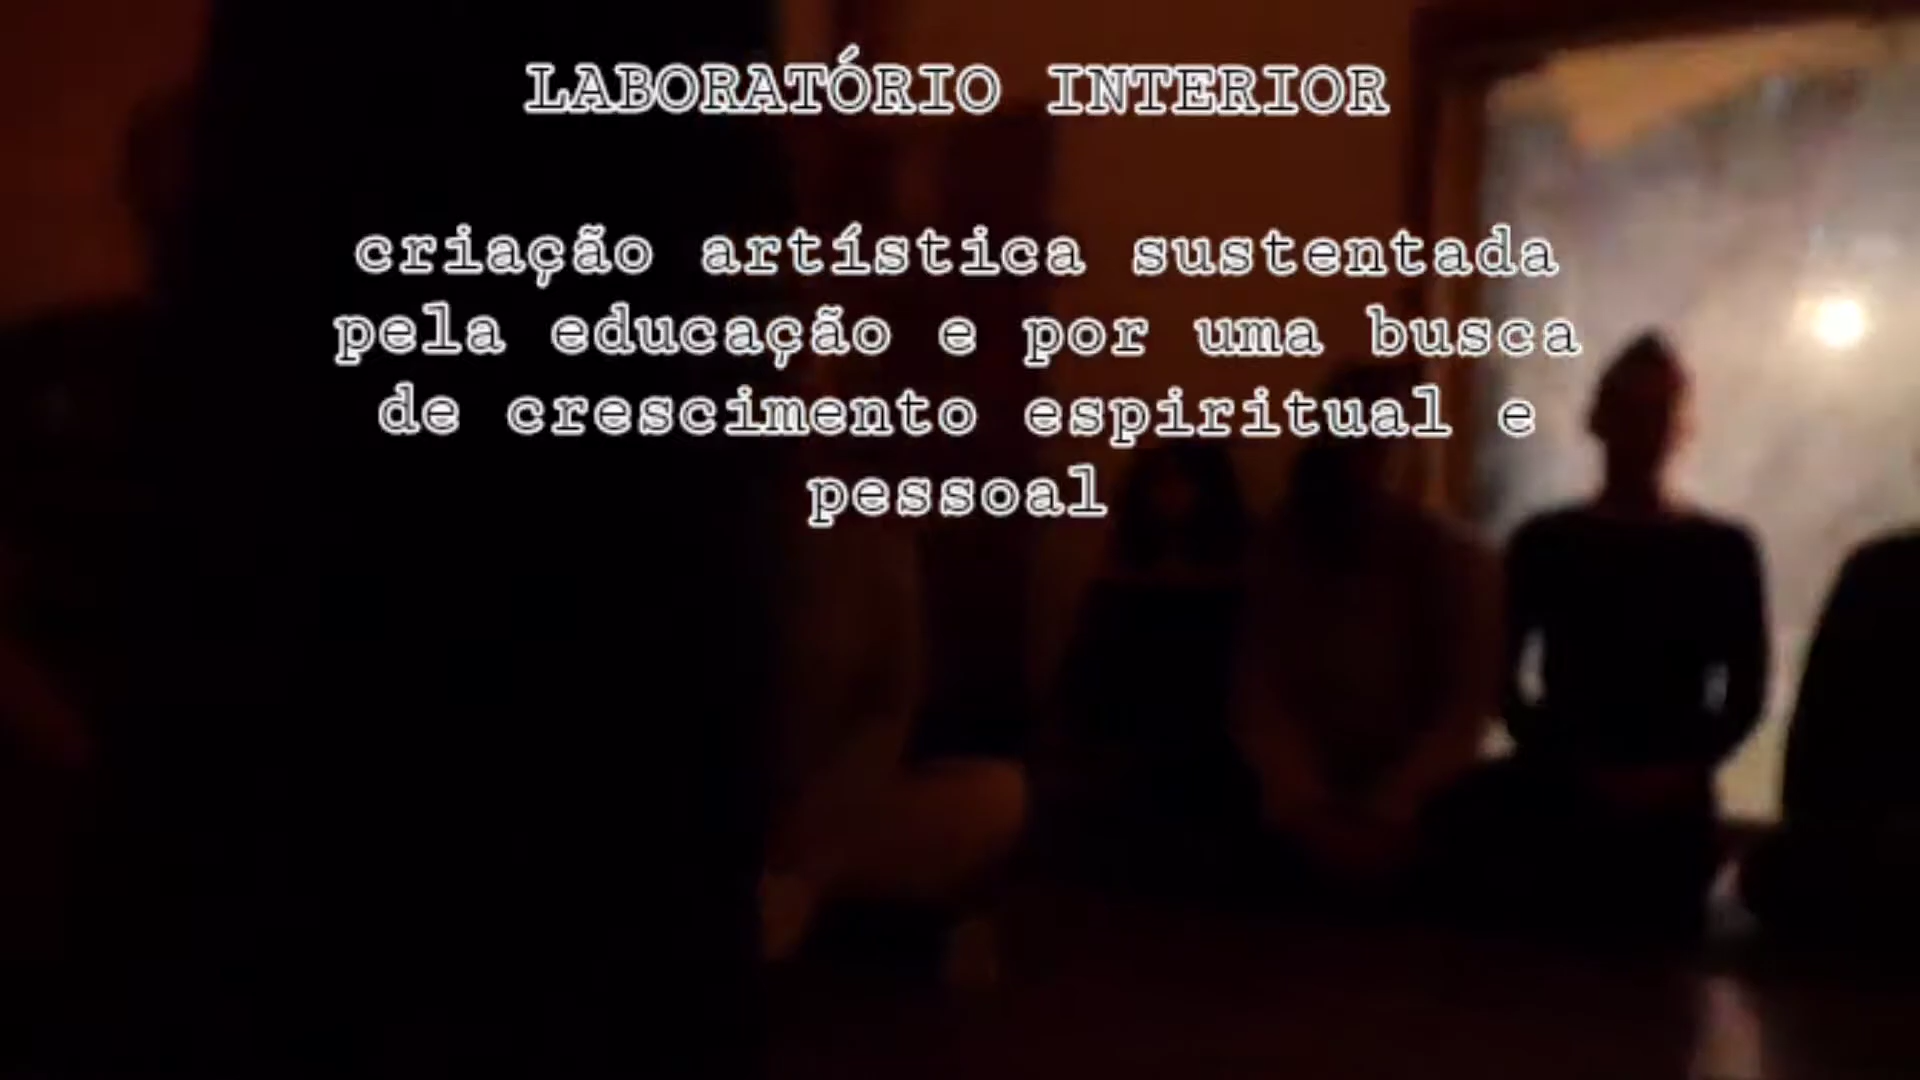 LABORATÓRIO INTERIOR
criação artística sustentada
pela educação e por uma busca
de crescimento espiritual e
pessoal